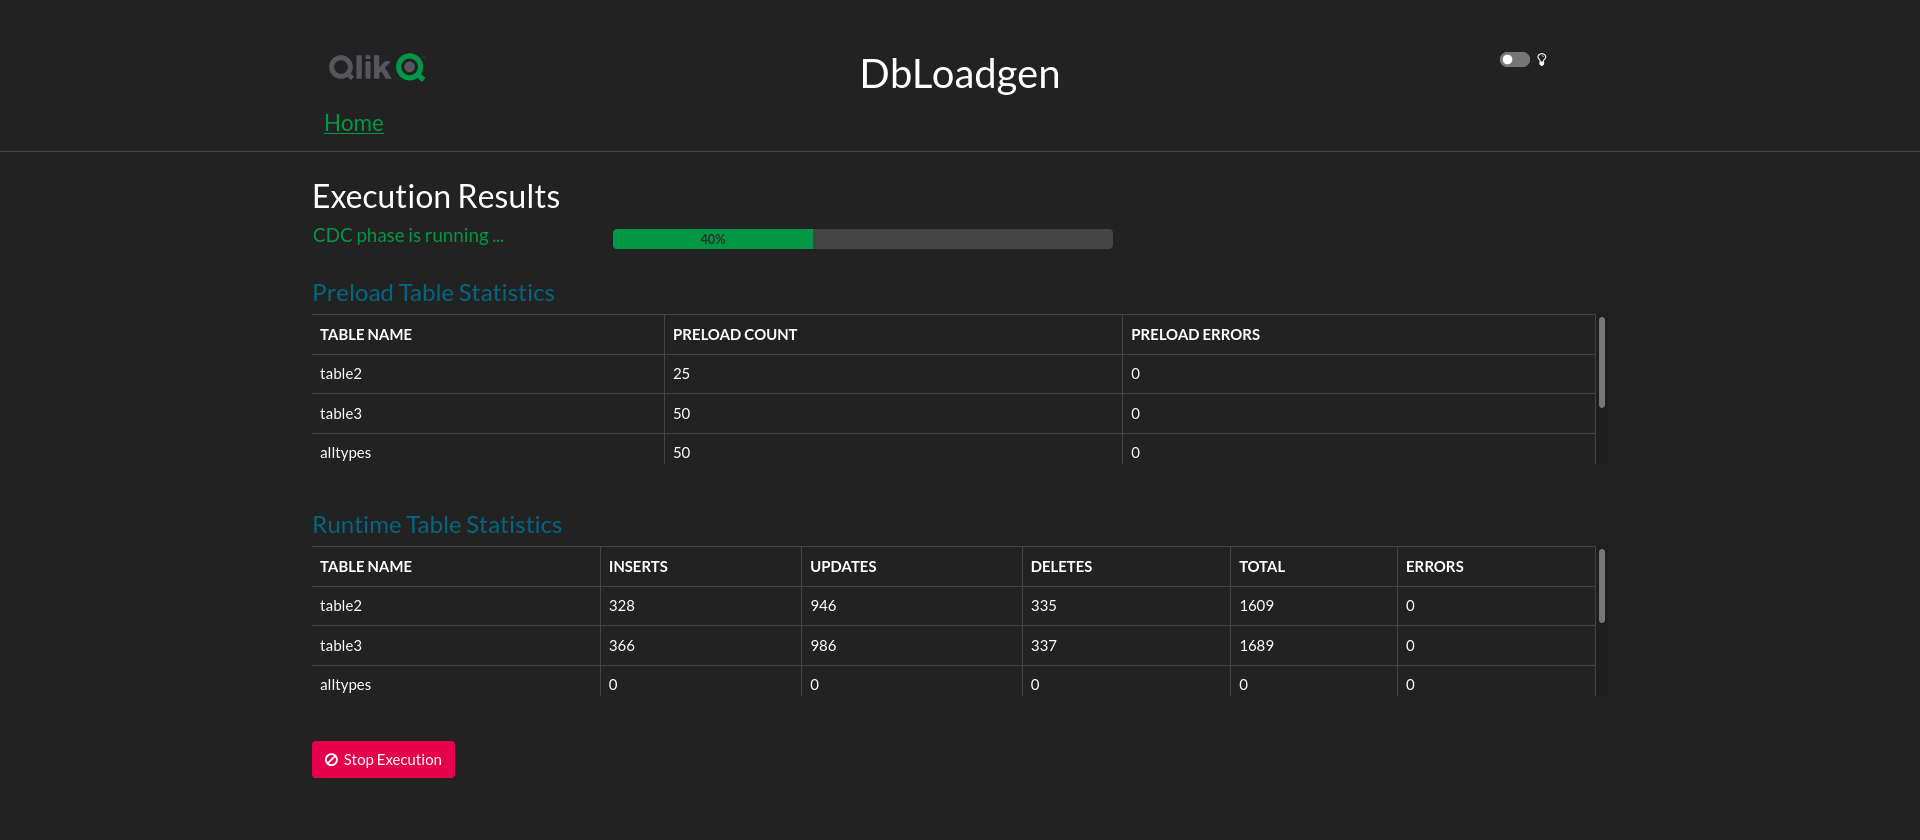 Qlik
DbLoadgen
Home
Execution Results
CDC phase is running ...
40%
Preload Table Statistics
TABLE NAME PRELOAD COUNT PRELOAD ERRORS
table2 25 0
table3 50 0
alltypes 50 0
Runtime Table Statistics
TABLE NAME INSERTS UPDATES DELETES TOTAL ERRORS
table2 328 946 335 1609 0
table3 366 986 337 1689 0
alltypes 0 0 0 0 0
Stop Execution